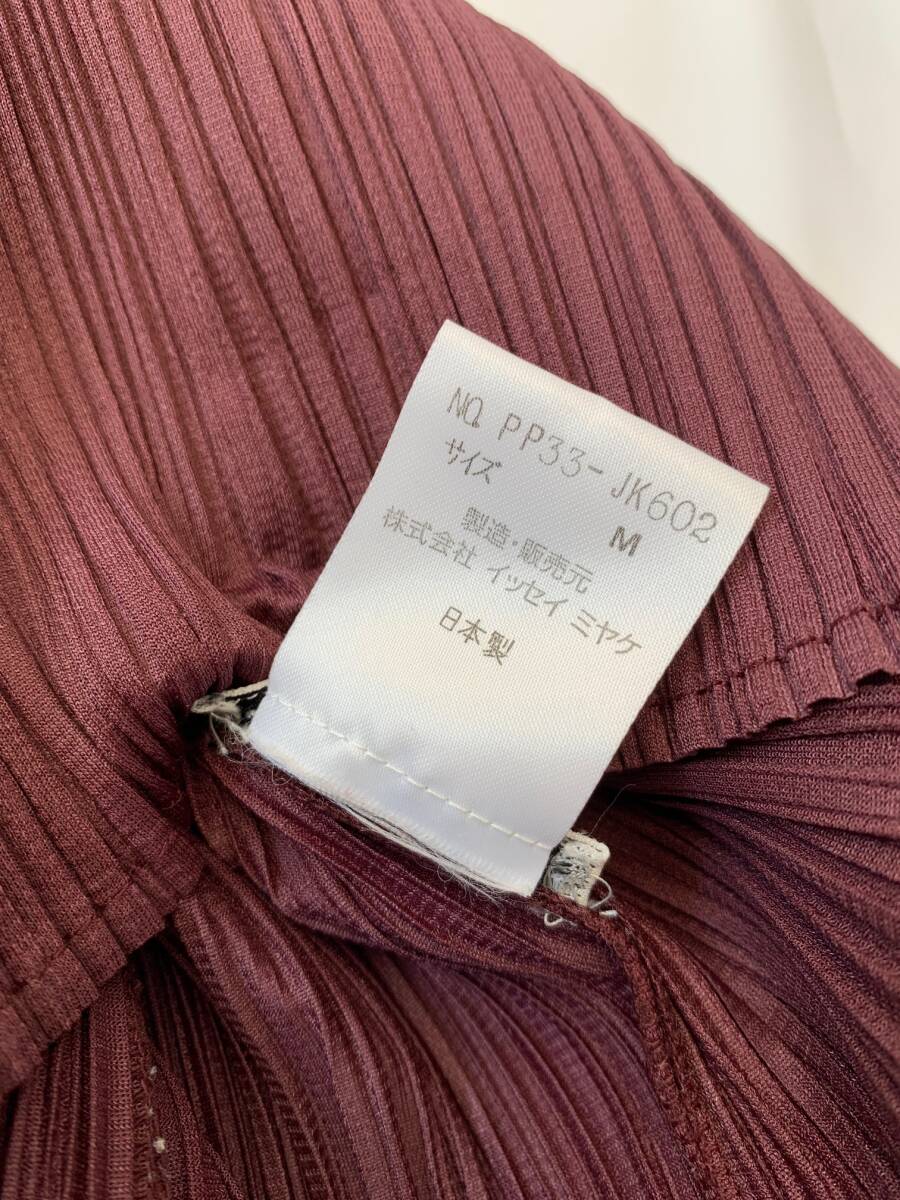 NO. PP33-JK602
サイズ M
製造・販売元
株式会社 イッセイ ミヤケ
日本製